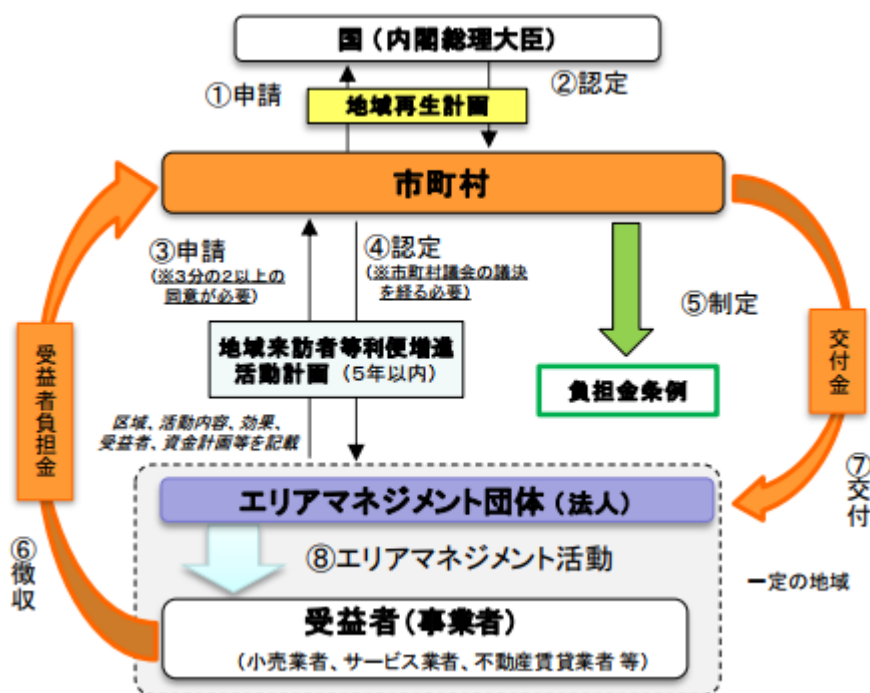 国(内閣総理大臣)
①申請
②認定
地域再生計画
市町村
③申請
(※3分の2以上の
同意が必要)
④認定
(※市町村議会の議決
を経る必要)
⑤制定
地域来訪者等利便増進
活動計画(5年以内)
負担金条例
受益者負担金
交付金
区域、活動内容、効果、
受益者、資金計画等を記載
エリアマネジメント団体(法人)
⑦交付
⑥徴収
⑧エリアマネジメント活動
一定の地域
受益者(事業者)
(小売業者、サービス業者、不動産賃貸業者 等)